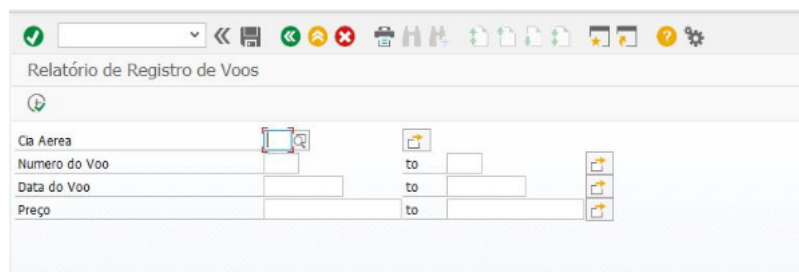 Relatório de Registro de Voos
Cia Aerea
Numero do Voo to
Data do Voo to
Preço to